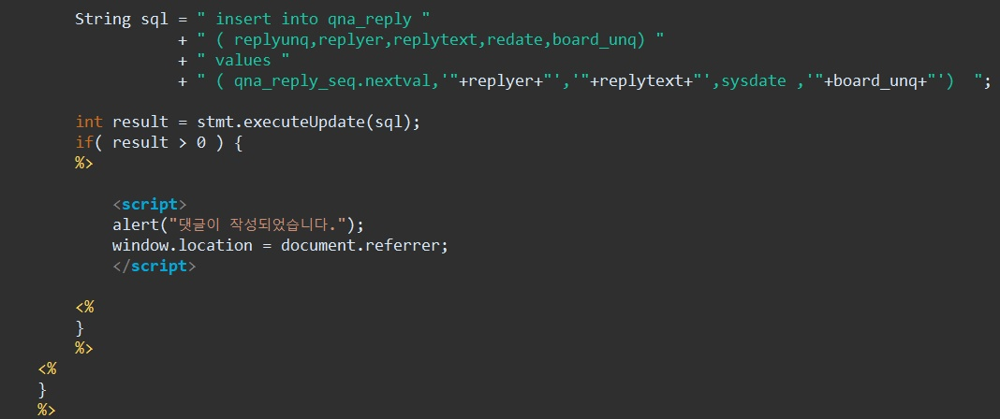 String sql = " insert into qna_reply "
+ " ( replyunq,replyer,replytext,redate,board_unq) "
+ " values "
+ " ( qna_reply_seq.nextval,'"+replyer+"','"+replytext+"',sysdate ,'"+board_unq+"')  ";
int result = stmt.executeUpdate(sql);
if( result > 0 ) {
%>
<script>
alert("댓글이 작성되었습니다.");
window.location = document.referrer;
</script>
<%
}
%>
<%
}
%>